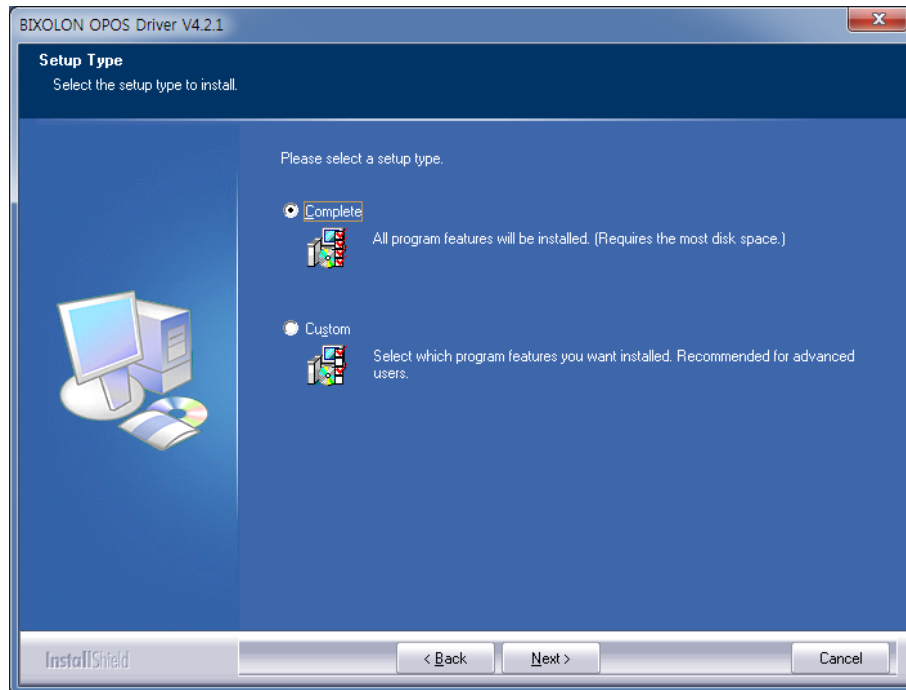 BIXOLON OPOS Driver V4.2.1
Setup Type
Select the setup type to install.
Please select a setup type.
Complete
All program features will be installed. (Requires the most disk space.)
Custom
Select which program features you want installed. Recommended for advanced
users.
InstallShield
< Back
Next >
Cancel